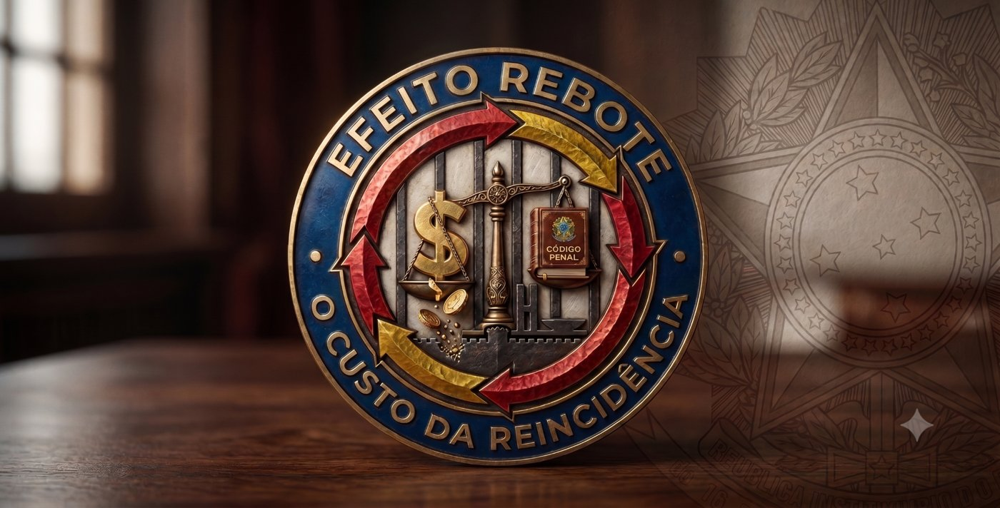 EFEITO REBOTE
CÓDIGO
PENAL
O CUSTO DA REINCIDÊNCIA